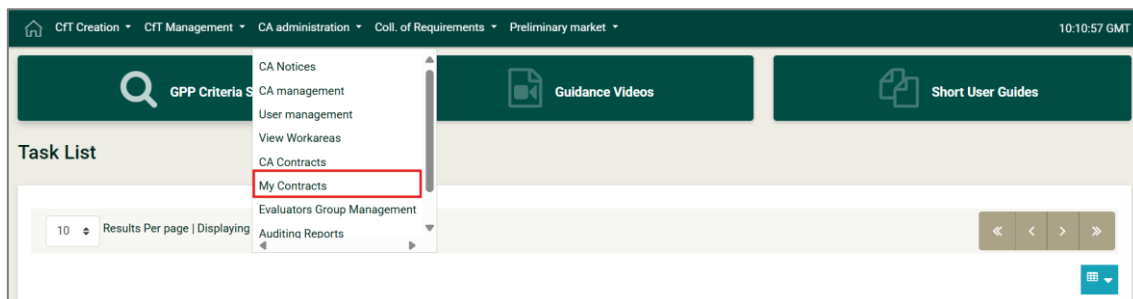 CfT Creation CfT Management CA administration Coll. of Requirements Preliminary market 10:10:57 GMT
GPP Criteria S
Guidance Videos
Short User Guides
CA Notices
CA management
User management
View Workareas
CA Contracts
My Contracts
Evaluators Group Management
Auditing Reports
Task List
10 Results Per page | Displaying